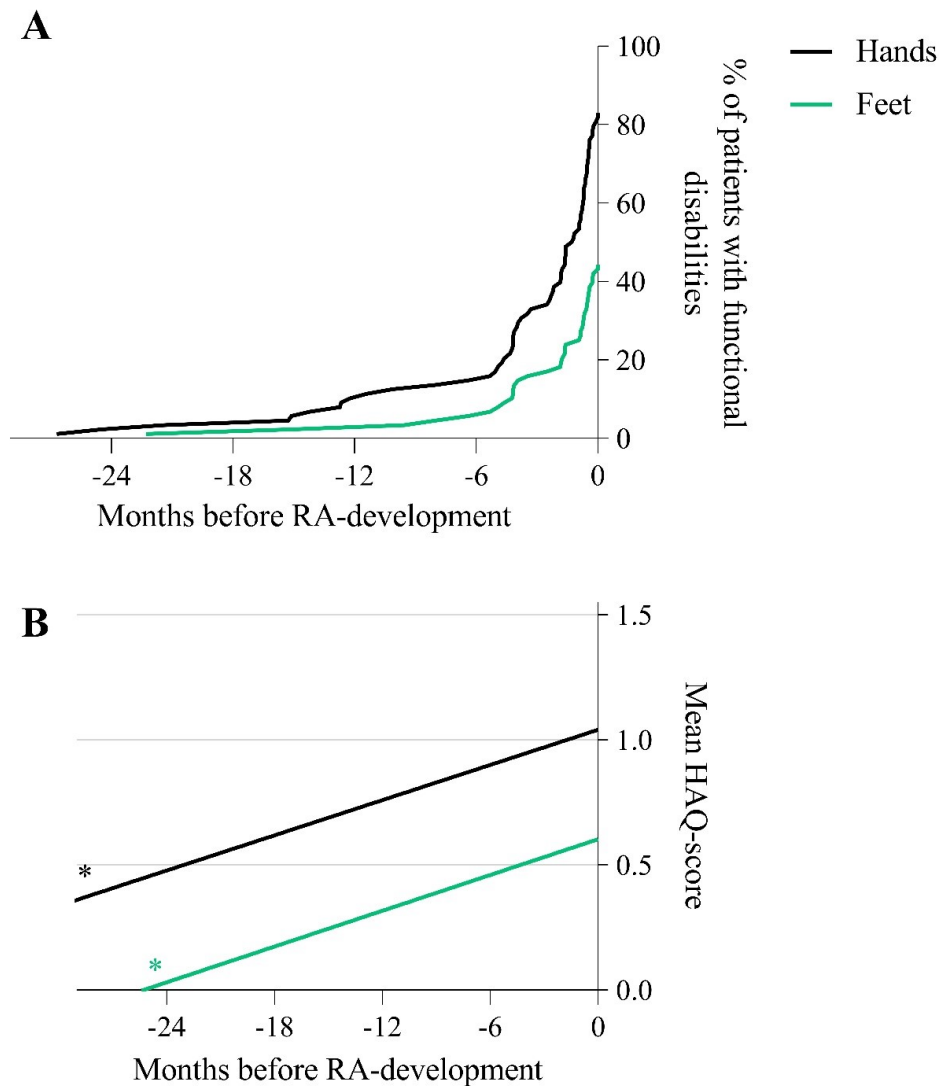 A
Hands
Feet
100
80
60
40
20
0
% of patients with functional
disabilities
-24
-18
-12
-6
0
Months before RA-development
B
1.5
1.0
0.5
0.0
Mean HAQ-score
*
*
-24
-18
-12
-6
0
Months before RA-development